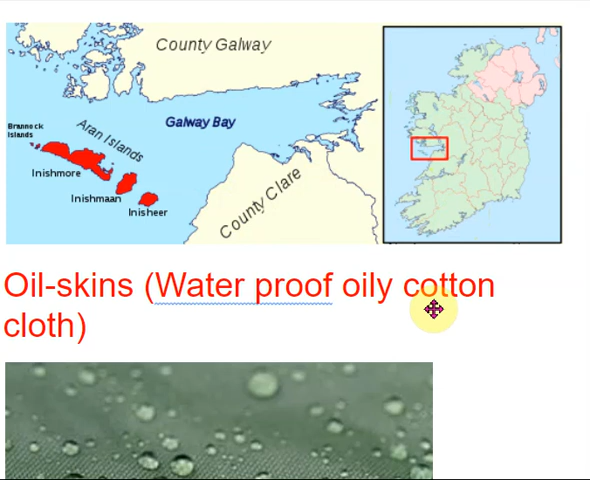 County Galway
Galway Bay
Brannock
Islands
Aran Islands
Inishmore
Inishmaan
Inisheer
County Clare
Oil-skins (Water proof oily cotton
cloth)